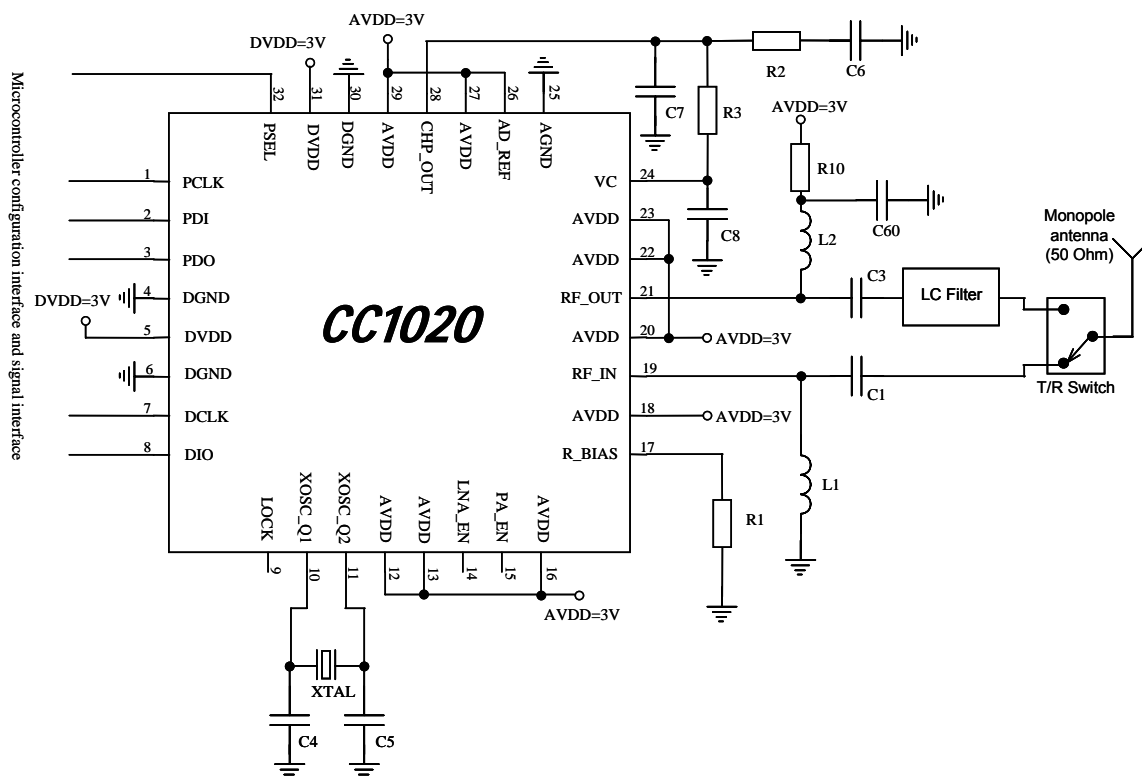 AVDD=3V
DVDD=3V
R2
C6
32
31
30
29
28
27
26
25
C7
R3
AVDD=3V
PSEL
DVDD
DGND
AVDD
CHP_OUT
AVDD
AD_REF
AGND
R10
Microcontroller configuration interface and signal interface
1
PCLK
VC
24
2
PDI
AVDD
23
C8
L2
C60
Monopole
antenna
(50 Ohm)
3
PDO
AVDD
22
C3
DVDD=3V
4
DGND
RF_OUT
21
LC Filter
CC1020
5
DVDD
AVDD
20
AVDD=3V
6
DGND
RF_IN
19
C1
T/R Switch
7
DCLK
AVDD
18
AVDD=3V
8
DIO
R_BIAS
17
LOCK
XOSC_Q1
XOSC_Q2
AVDD
AVDD
LNA_EN
PA_EN
AVDD
R1
L1
9
10
11
12
13
14
15
16
AVDD=3V
XTAL
C4
C5